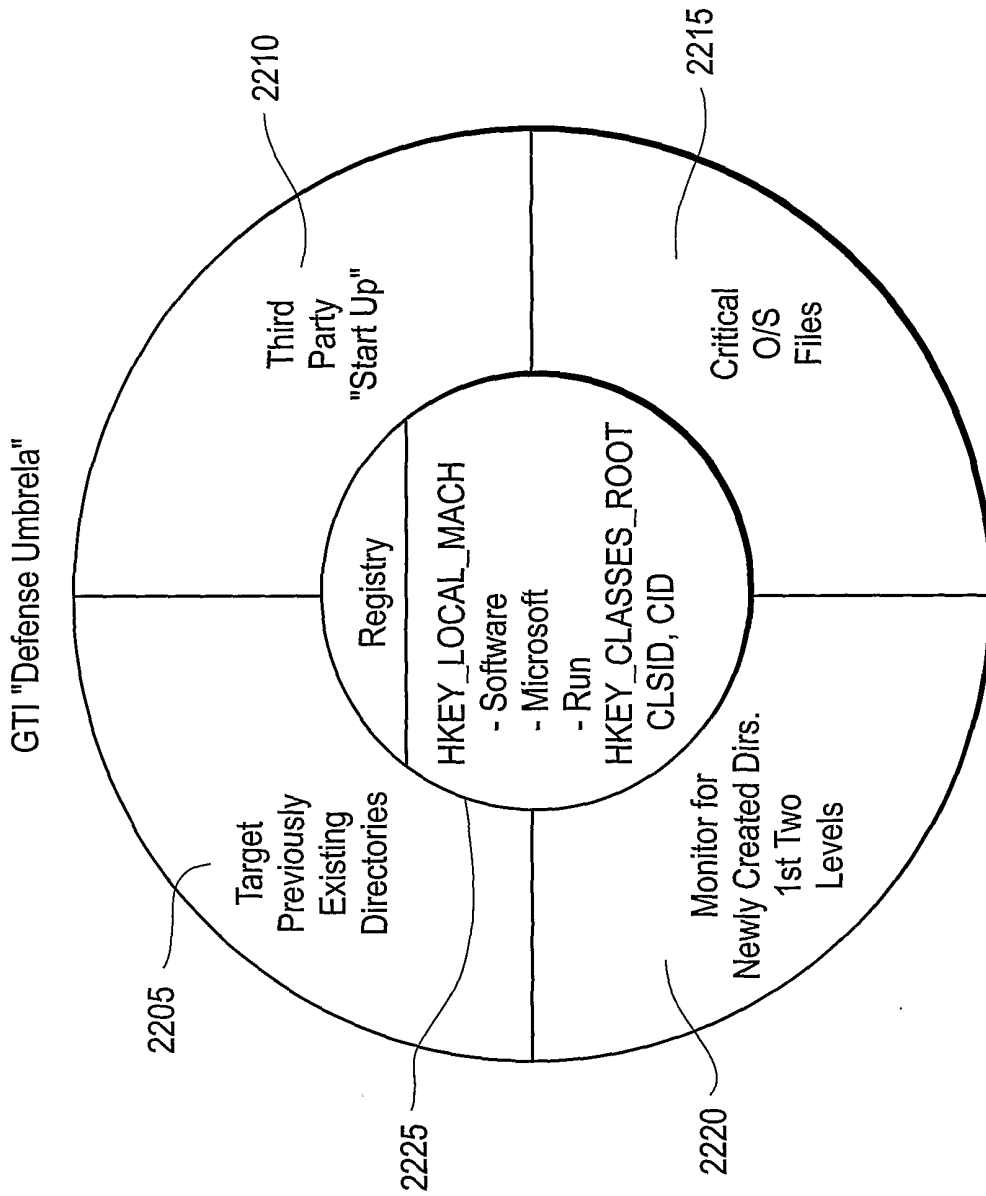 GTI "Defense Umbrela"
2205
Target
Previously
Existing
Directories
2210
Third
Party
"Start Up"
2225
Registry
HKEY_LOCAL_MACH
- Software
- Microsoft
- Run
HKEY_CLASSES_ROOT
CLSID, CID
2220
Monitor for
Newly Created Dirs.
1st Two
Levels
2215
Critical
O/S
Files